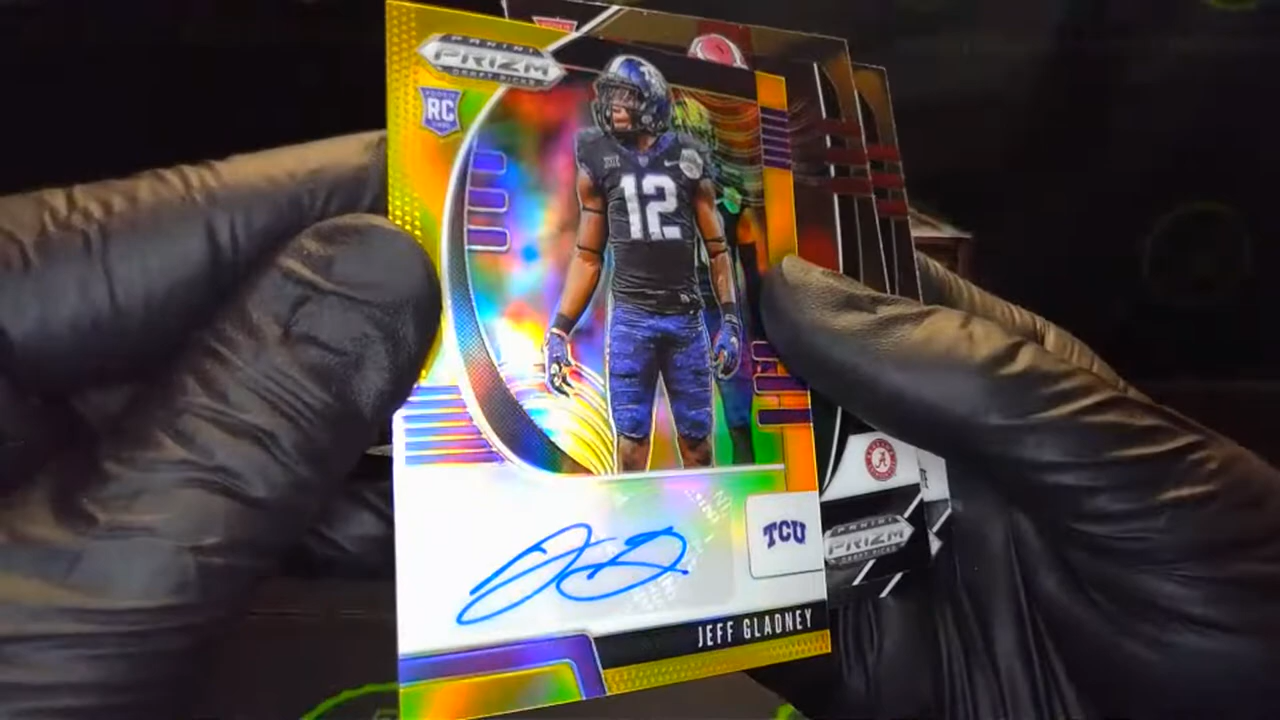 PANINI
PRIZM
DRAFT PICKS
RC
12
TCU
JEFF GLADNEY
PANINI
PRIZM
DRAFT PICKS